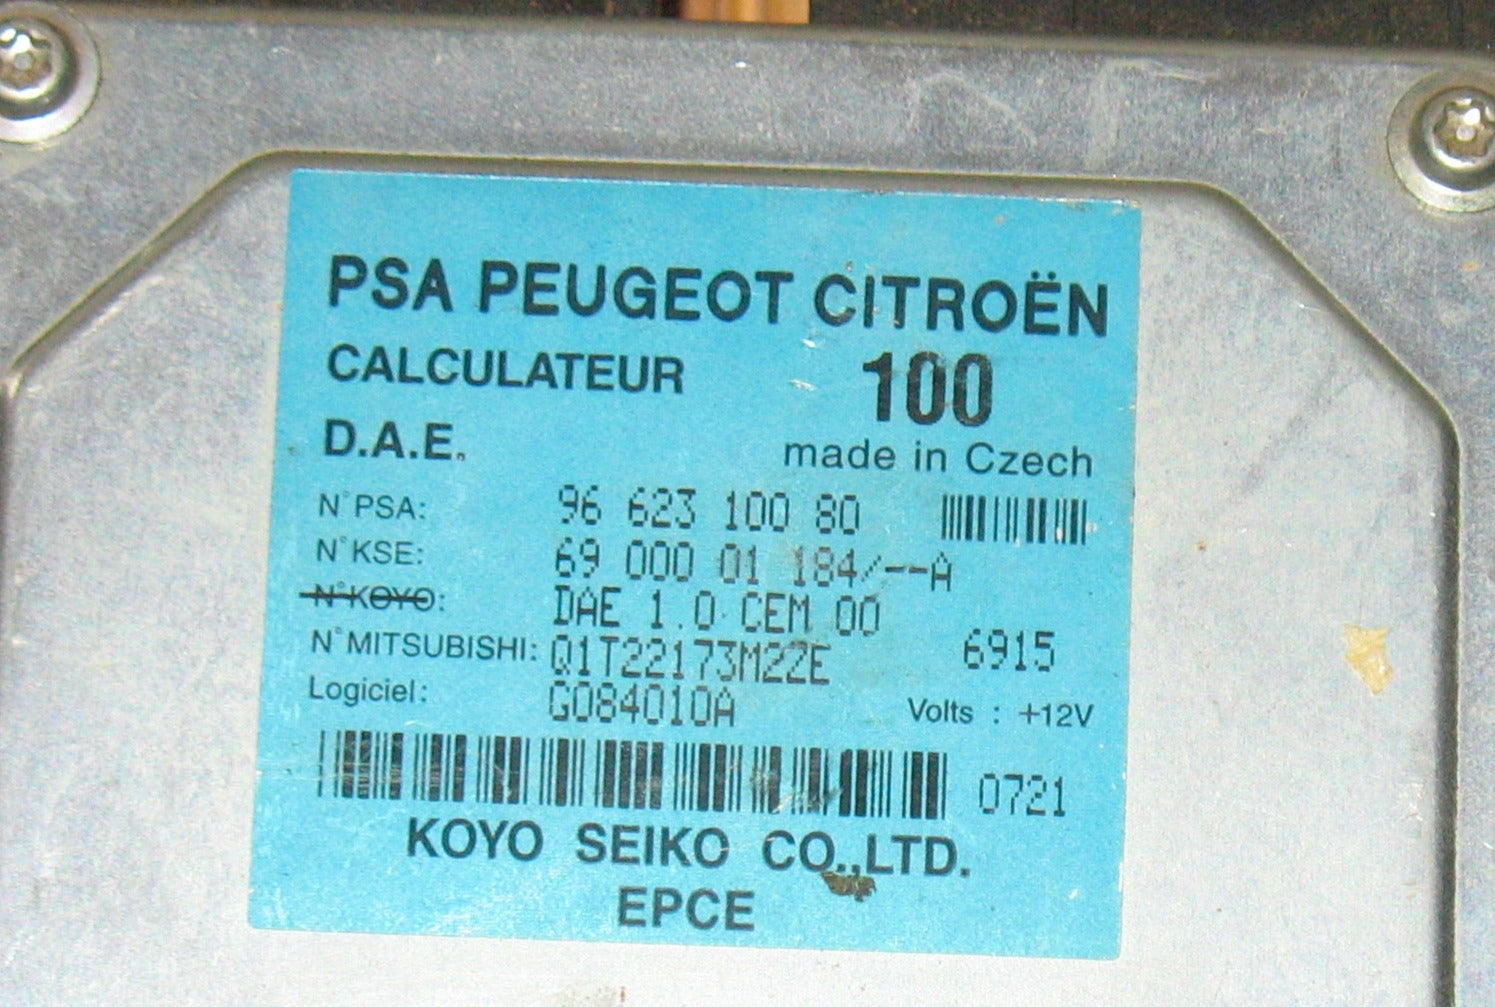 PSA PEUGEOT CITROËN
CALCULATEUR 100
D.A.E. made in Czech
N° PSA: 96 623 100 80
N° KSE: 69 000 01 184/--A
N° KOYO: DAE 1.0 CEM 00
N° MITSUBISHI: Q1T22173M22E 6915
Logiciel: G084010A Volts : +12V
0721
KOYO SEIKO CO.,LTD.
EPCE